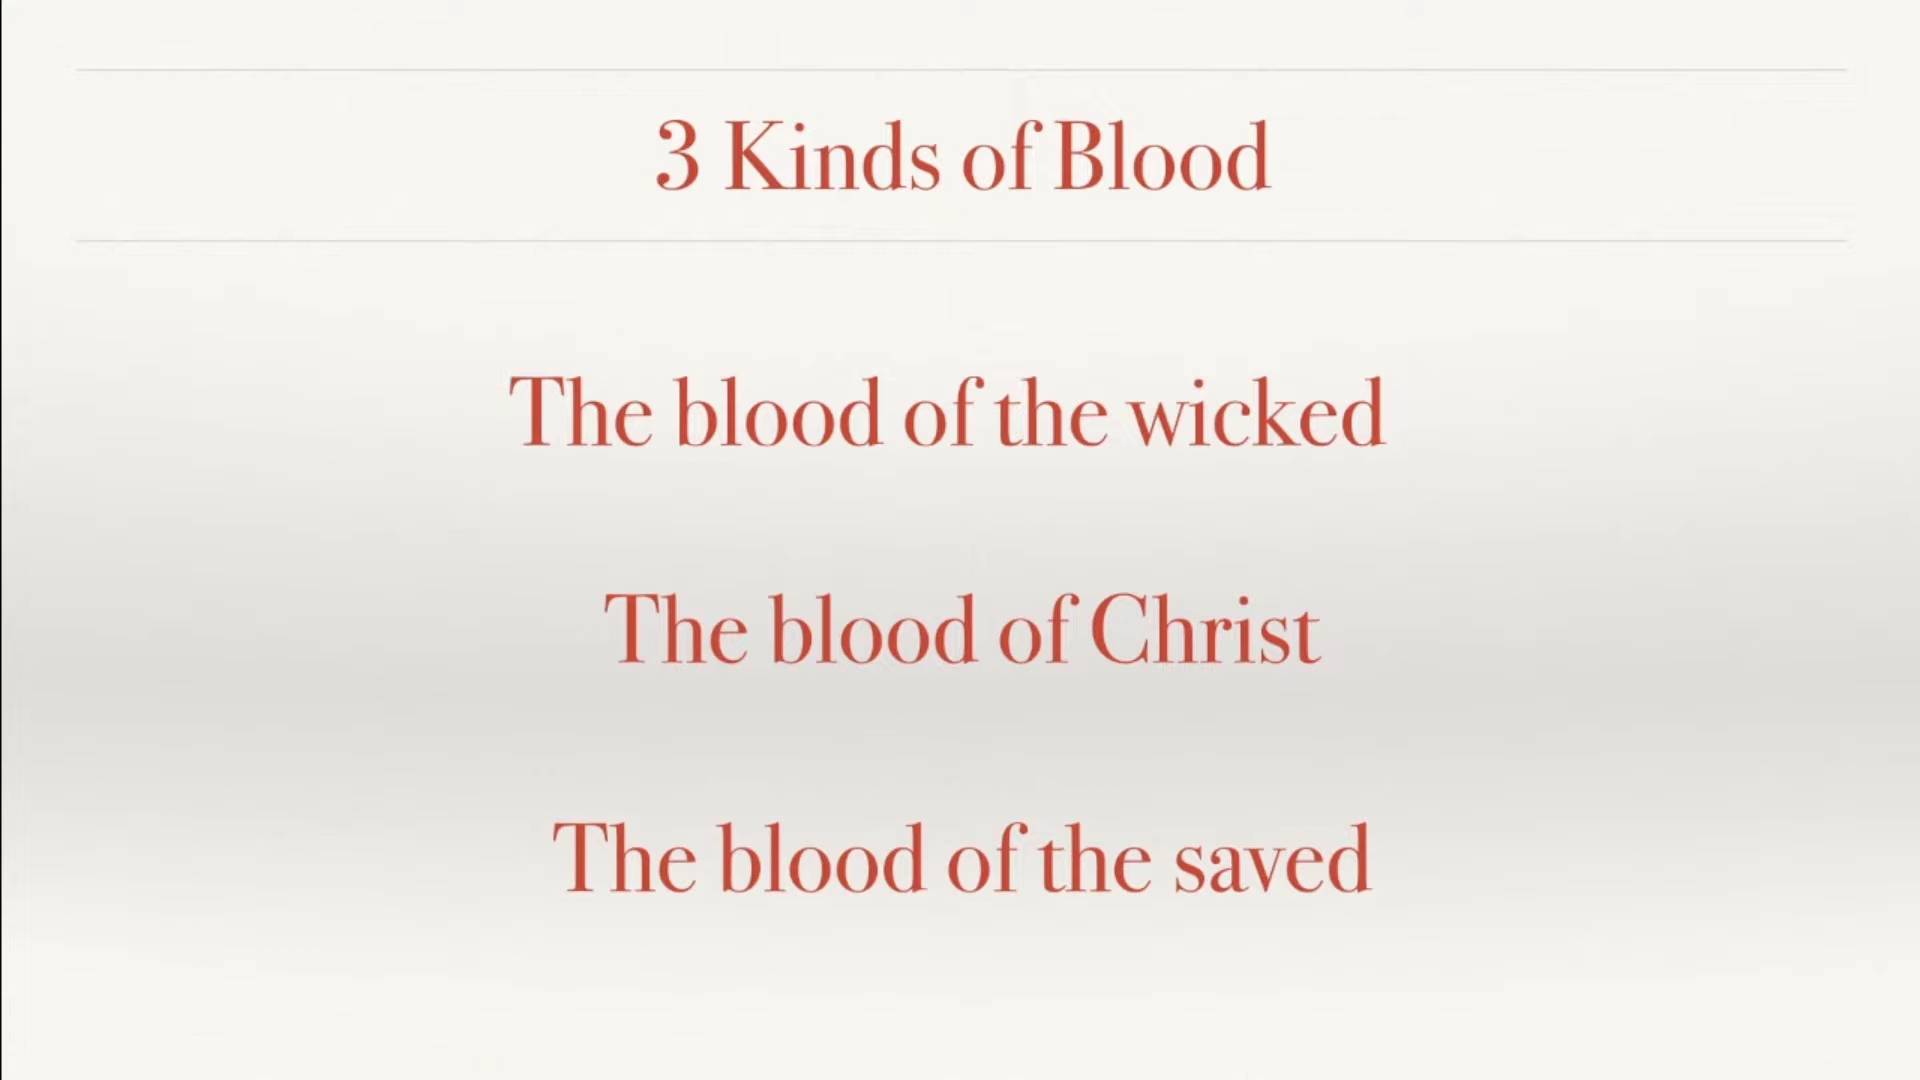 3 Kinds of Blood
The blood of the wicked
The blood of Christ
The blood of the saved